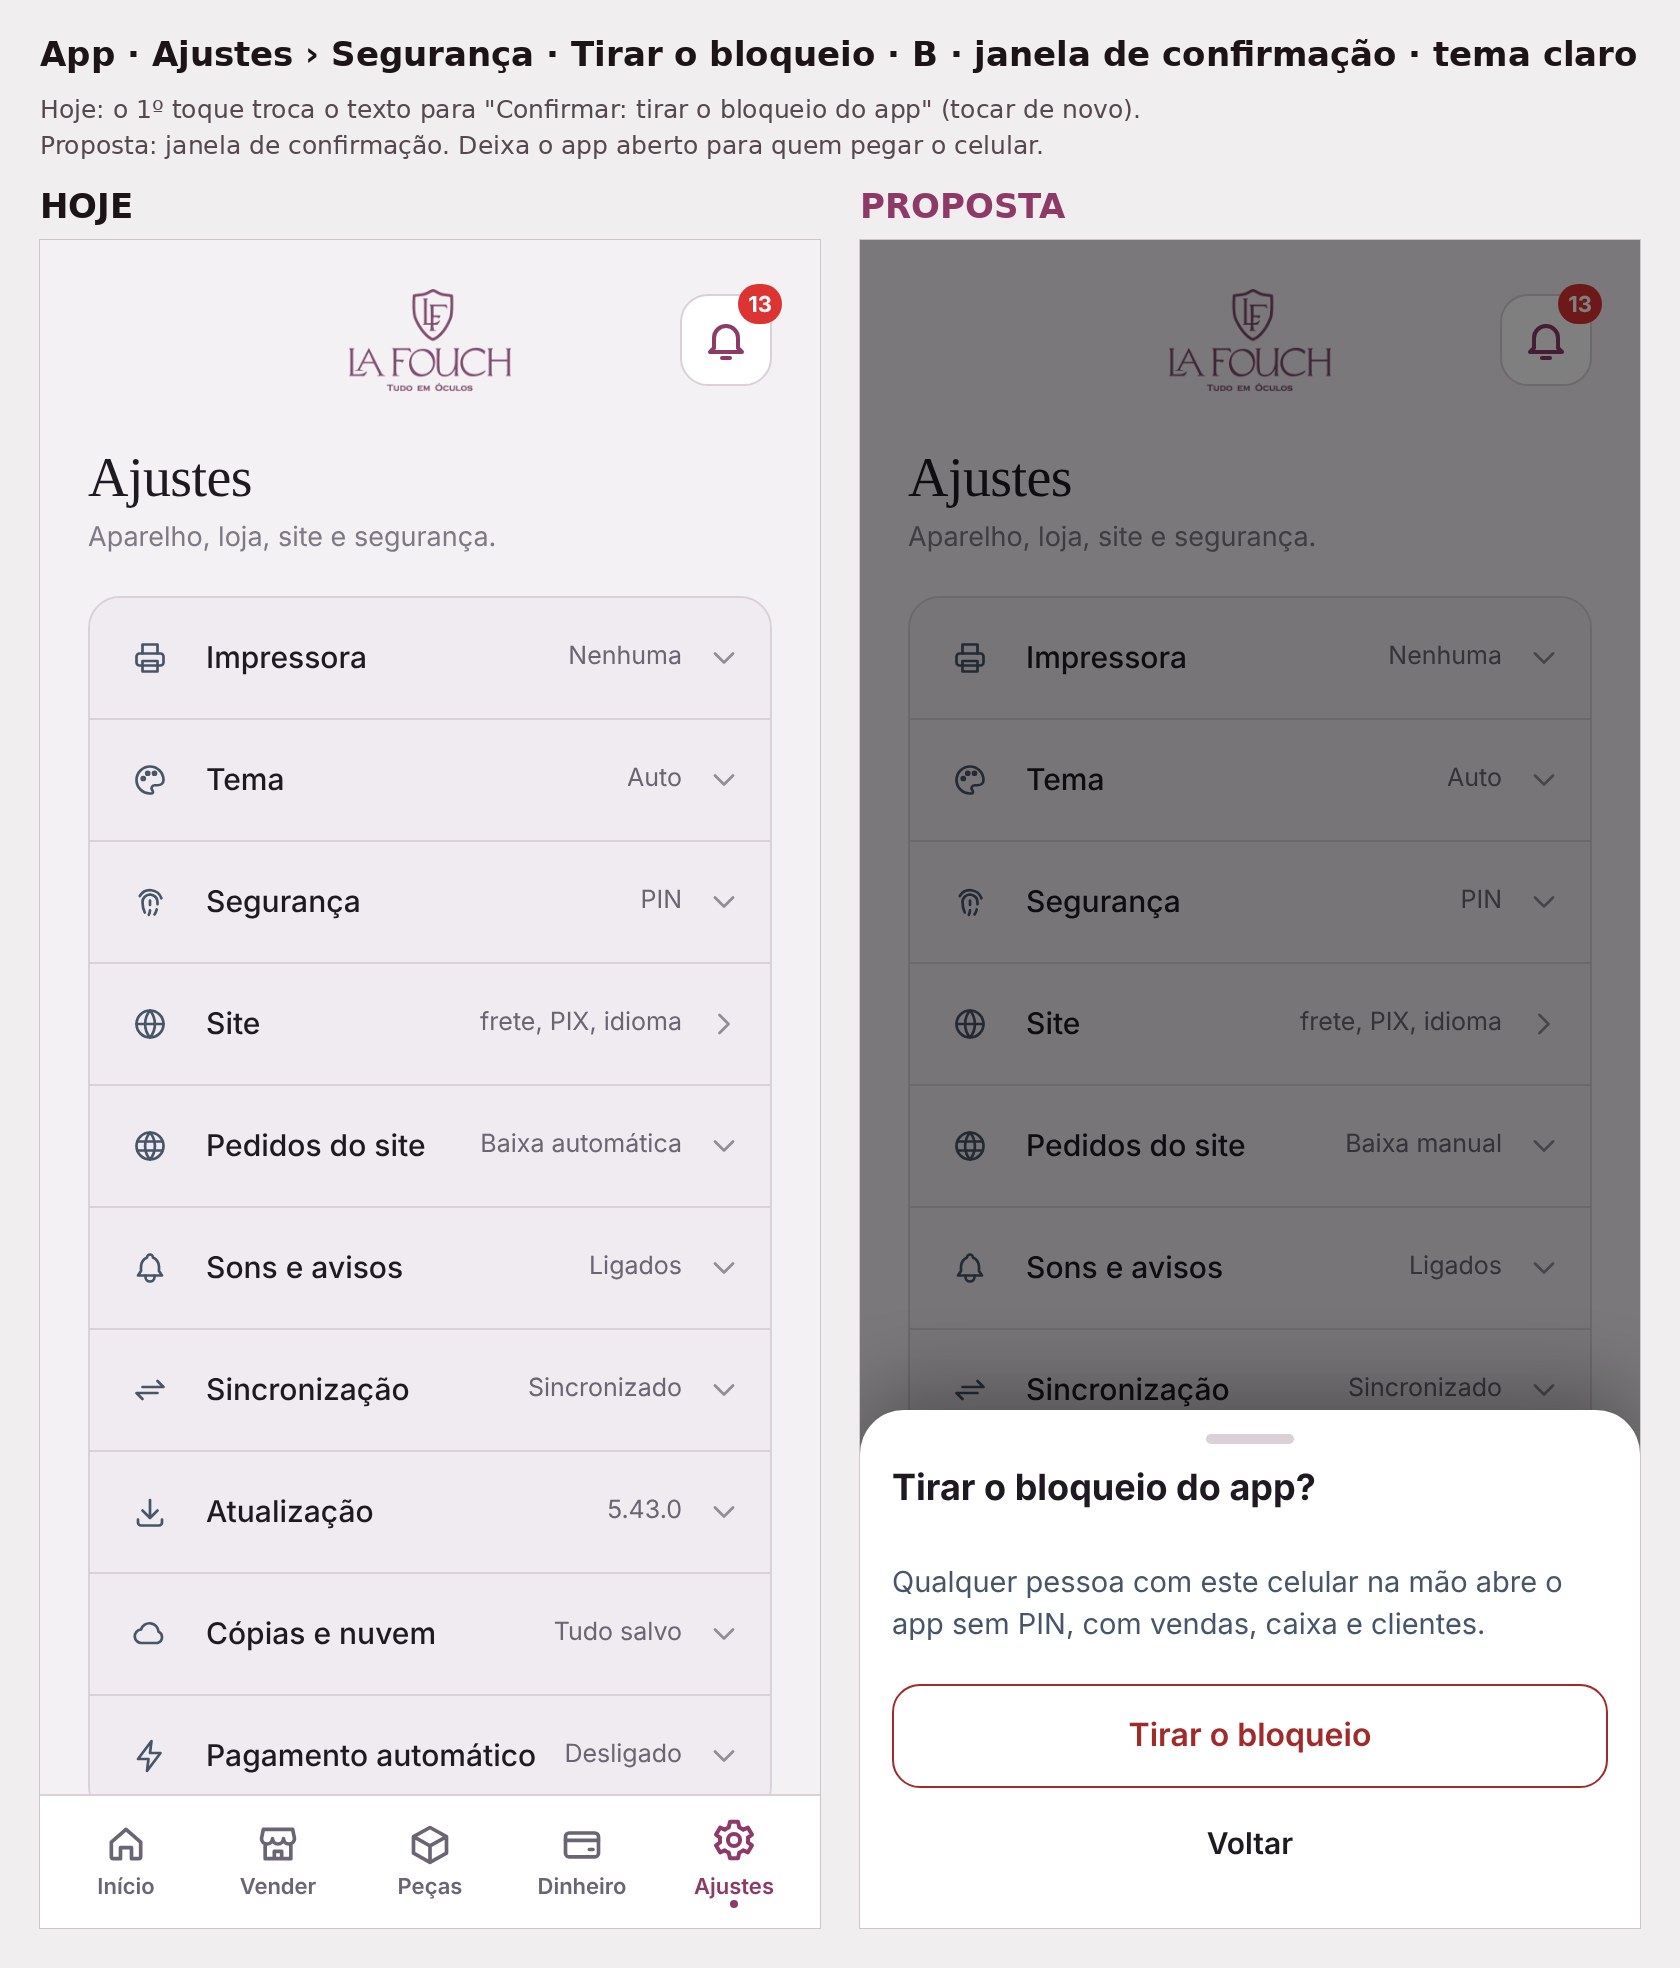 App · Ajustes › Segurança · Tirar o bloqueio · B · janela de confirmação · tema claro
Hoje: o 1º toque troca o texto para "Confirmar: tirar o bloqueio do app" (tocar de novo).
Proposta: janela de confirmação. Deixa o app aberto para quem pegar o celular.
HOJE
LF
LA FOUCH
TUDO EM ÓCULOS
13
Ajustes
Aparelho, loja, site e segurança.
Impressora Nenhuma
Tema Auto
Segurança PIN
Site frete, PIX, idioma
Pedidos do site Baixa automática
Sons e avisos Ligados
Sincronização Sincronizado
Atualização 5.43.0
Cópias e nuvem Tudo salvo
Pagamento automático Desligado
Início Vender Peças Dinheiro Ajustes
PROPOSTA
LF
LA FOUCH
TUDO EM ÓCULOS
13
Ajustes
Aparelho, loja, site e segurança.
Impressora Nenhuma
Tema Auto
Segurança PIN
Site frete, PIX, idioma
Pedidos do site Baixa manual
Sons e avisos Ligados
Sincronização Sincronizado
Tirar o bloqueio do app?
Qualquer pessoa com este celular na mão abre o
app sem PIN, com vendas, caixa e clientes.
Tirar o bloqueio
Voltar